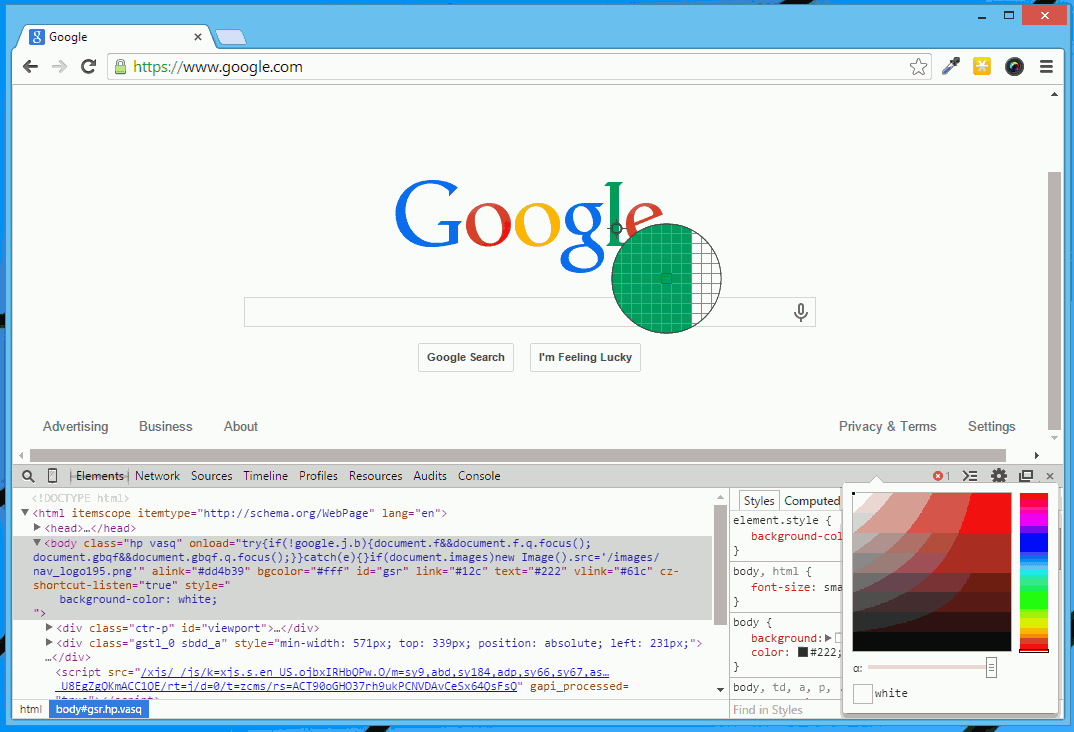 Google
https://www.google.com
Google
Google Search
I'm Feeling Lucky
Advertising
Business
About
Privacy & Terms
Settings
Elements Network Sources Timeline Profiles Resources Audits Console
1
<!DOCTYPE html>
<html itemscope itemtype="http://schema.org/WebPage" lang="en">
<head>…</head>
<body class="hp vasq" onload="try{if(!google.j.b){document.f&&document.f.q.focus();
document.gbqf&&document.gbqf.q.focus();}}catch(e){}if(document.images)new Image().src='/images/
nav_logo195.png'" alink="#dd4b39" bgcolor="#fff" id="gsr" link="#12c" text="#222" vlink="#61c" cz-
shortcut-listen="true" style="
background-color: white;
">
<div class="ctr-p" id="viewport">…</div>
<div class="gstl_0 sbdd_a" style="min-width: 571px; top: 339px; position: absolute; left: 231px;">
…</div>
<script src="/xjs/_/js/k=xjs.s.en_US.ojbxIRHbQPw.O/m=sy9,abd,sy184,adp,sy66,sy67,as…
_U8EgZgQKmACC1QE/rt=j/d=0/t=zcms/rs=ACT90oGHO37rh9ukPCNVDAvCeSx64QsFsQ" gapi_processed=
html
body#gsr.hp.vasq
Styles
Computed
element.style {
background-col
}
body, html {
font-size: sma
}
body {
background:
color: #222;
}
body, td, a, p,
Find in Styles
α:
white